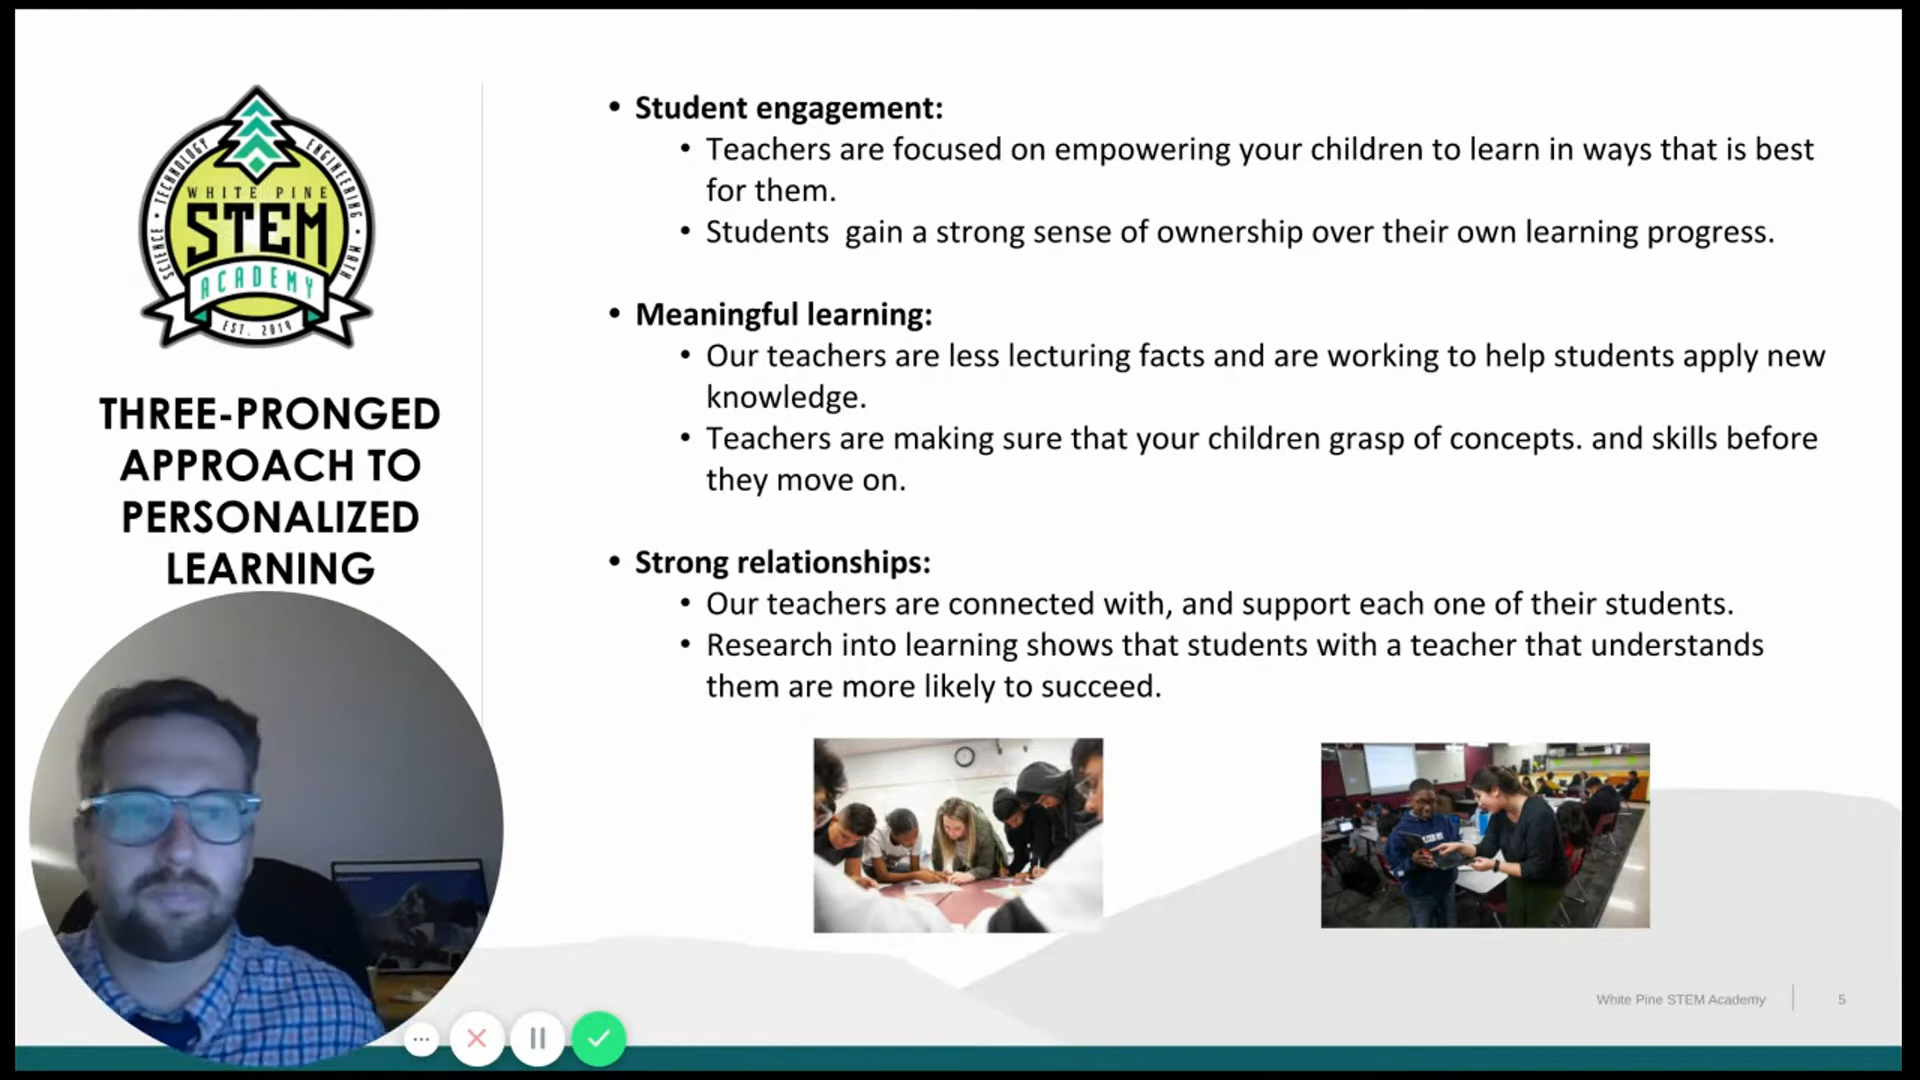 SCIENCE • TECHNOLOGY
ENGINEERING • MATH
WHITE PINE
STEM
ACADEMY
EST. 2019
THREE-PRONGED
APPROACH TO
PERSONALIZED
LEARNING
• Student engagement:
• Teachers are focused on empowering your children to learn in ways that is best
for them.
• Students  gain a strong sense of ownership over their own learning progress.
• Meaningful learning:
• Our teachers are less lecturing facts and are working to help students apply new
knowledge.
• Teachers are making sure that your children grasp of concepts. and skills before
they move on.
• Strong relationships:
• Our teachers are connected with, and support each one of their students.
• Research into learning shows that students with a teacher that understands
them are more likely to succeed.
White Pine STEM Academy
5